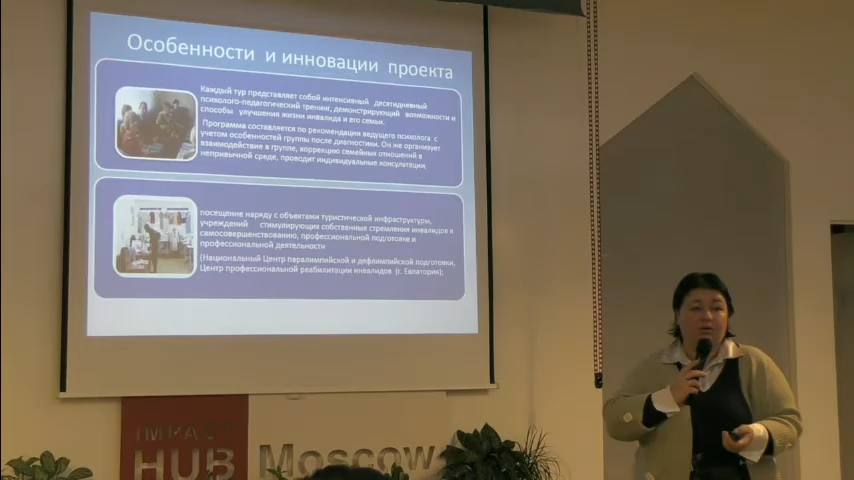 Особенности и инновации проекта
Каждый тур представляет собой интенсивный десятидневный
психолого-педагогический тренинг, демонстрирующий возможности и
способы улучшения жизни инвалида и его семьи.
Программа составляется по рекомендации ведущего психолога с
учетом особенностей группы после диагностики. Он же организует
взаимодействие в группе, коррекцию семейных отношений в
непривычной среде, проводит индивидуальные консультации,
посещение наряду с объектами туристической инфраструктуры,
учреждений стимулирующих собственные стремления инвалидов к
самосовершенствованию, профессиональной подготовке и
профессиональной деятельности
(Национальный Центр паралимпийской и дефлимпийской подготовки,
Центр профессиональной реабилитации инвалидов (г. Евпатория);
IMPACT
HUB Moscow